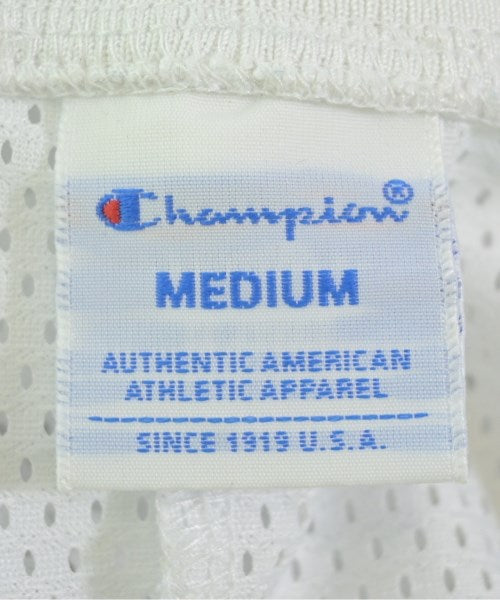 Champion®
MEDIUM
AUTHENTIC AMERICAN
ATHLETIC APPAREL
SINCE 1919 U.S.A.